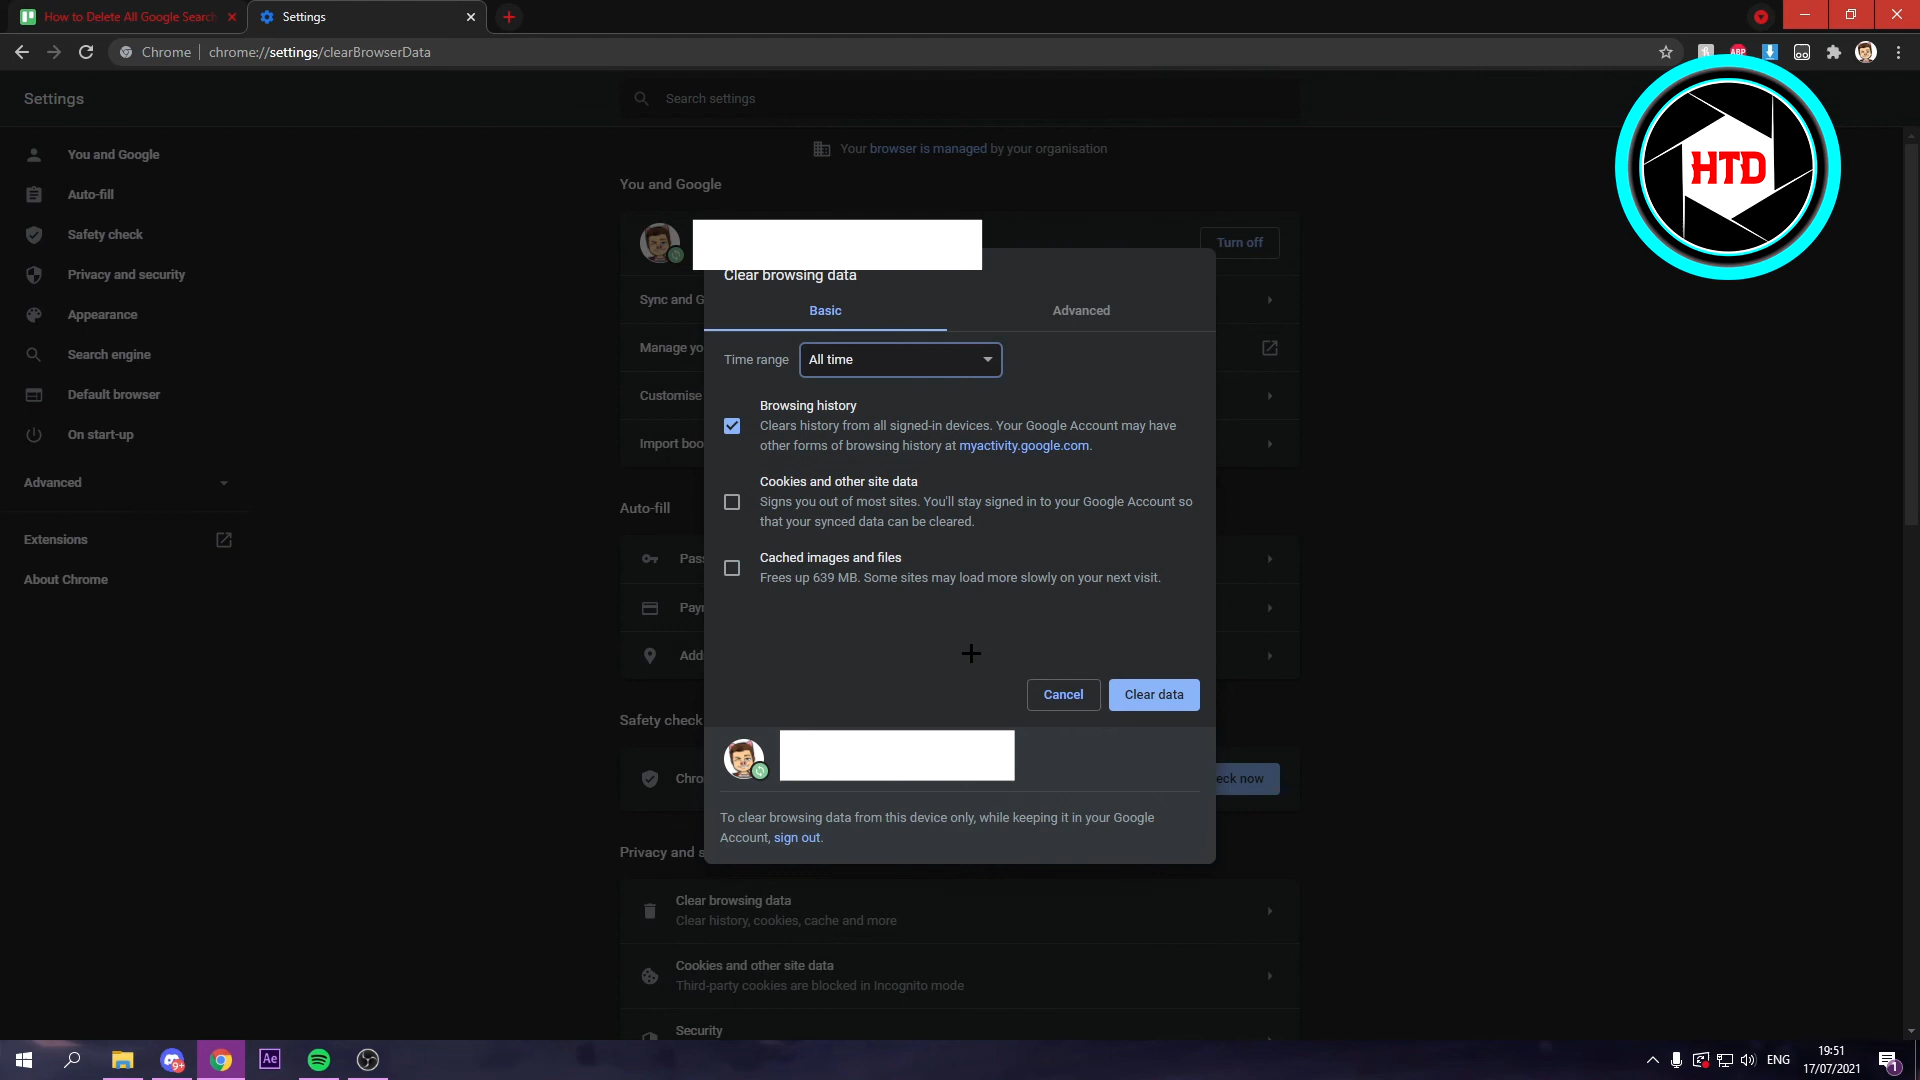 How to Delete All Google Search
Settings
Chrome
chrome://settings/clearBrowserData
ABP
Settings
Search settings
HTD
Your browser is managed by your organisation
You and Google
Auto-fill
Safety check
Privacy and security
Appearance
Search engine
Default browser
On start-up
Advanced
Extensions
About Chrome
You and Google
Turn off
Sync and G
Manage yo
Customise
Import boo
Auto-fill
Pass
Payn
Add
Safety check
Chro
eck now
Privacy and s
Clear browsing data
Basic
Advanced
Time range
All time
Browsing history
Clears history from all signed-in devices. Your Google Account may have
other forms of browsing history at myactivity.google.com.
Cookies and other site data
Signs you out of most sites. You'll stay signed in to your Google Account so
that your synced data can be cleared.
Cached images and files
Frees up 639 MB. Some sites may load more slowly on your next visit.
Cancel
Clear data
To clear browsing data from this device only, while keeping it in your Google
Account, sign out.
Clear browsing data
Clear history, cookies, cache and more
Cookies and other site data
Third-party cookies are blocked in Incognito mode
Security
9+
Ae
ENG
19:51
17/07/2021
1